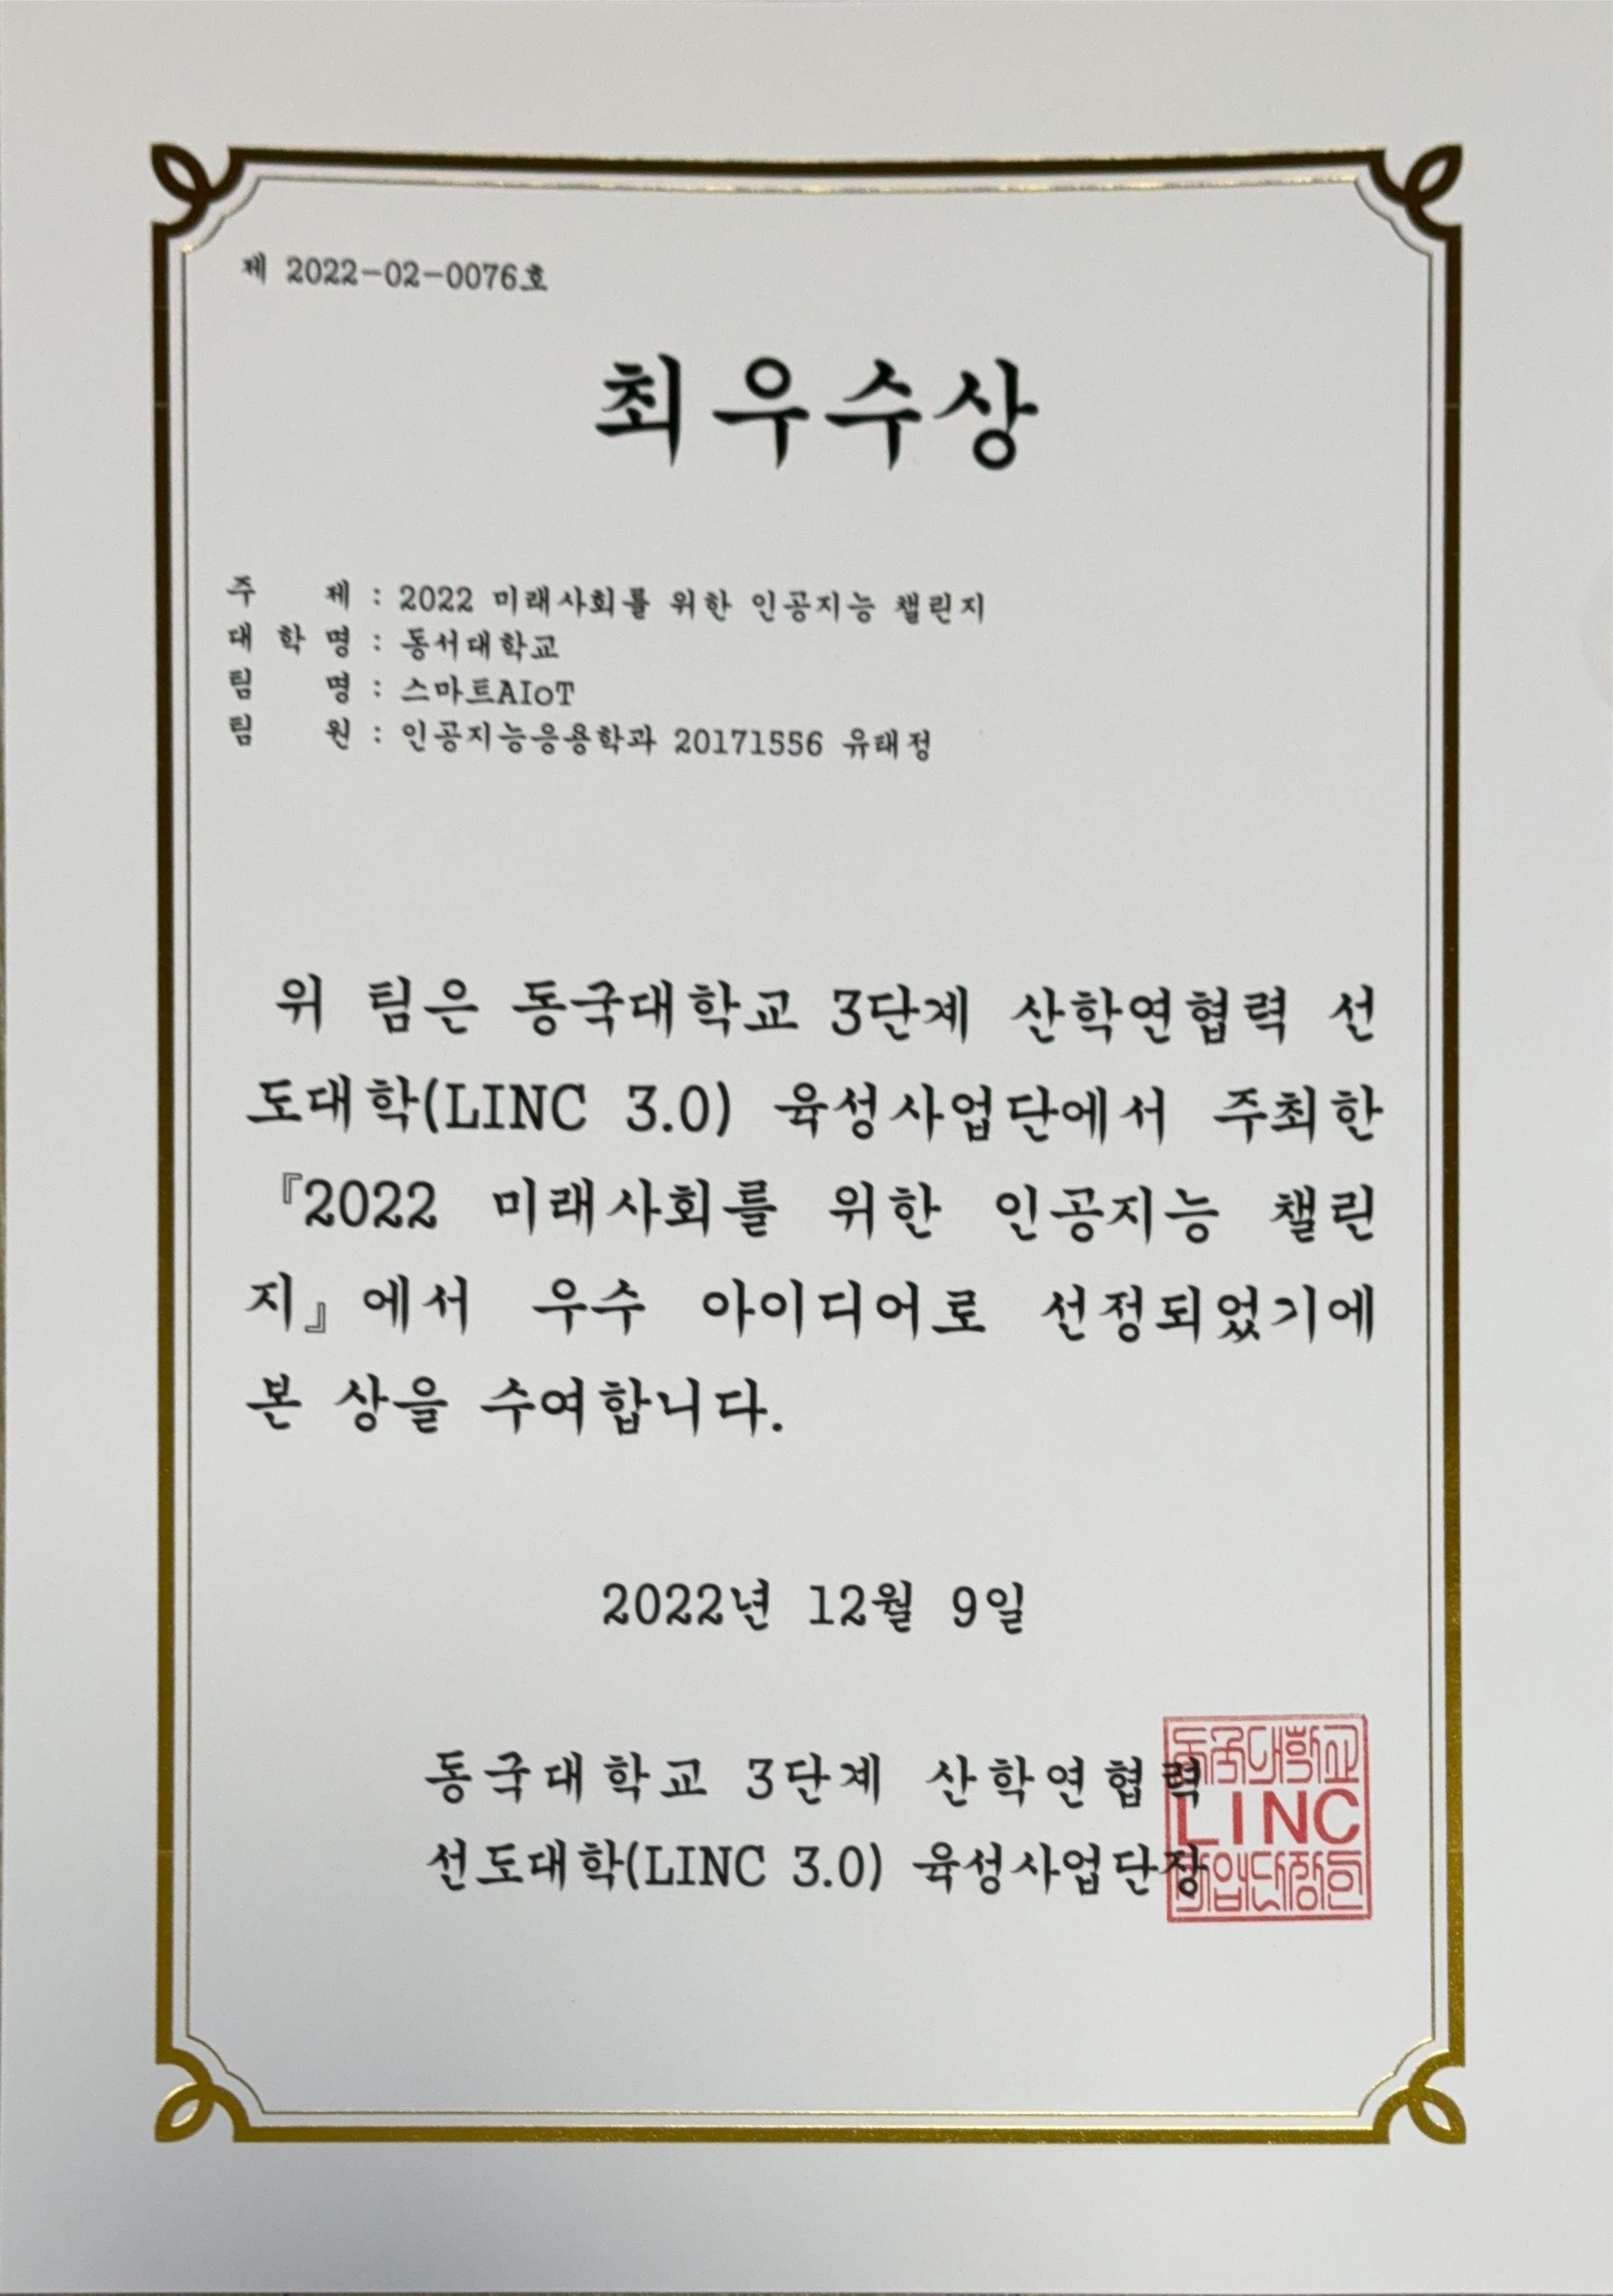 제 2022-02-0076호
최우수상
주 제 : 2022 미래사회를 위한 인공지능 챌린지
대 학 명 : 동서대학교
팀 명 : 스마트AIoT
팀 원 : 인공지능응용학과 20171556 유태정
위 팀은 동국대학교 3단계 산학연협력 선
도대학(LINC 3.0) 육성사업단에서 주최한
『2022 미래사회를 위한 인공지능 챌린
지』에서 우수 아이디어로 선정되었기에
본 상을 수여합니다.
2022년 12월 9일
동국대학교 3단계 산학연협력
선도대학(LINC 3.0) 육성사업단장
동국대학교
LINC
사업단장인